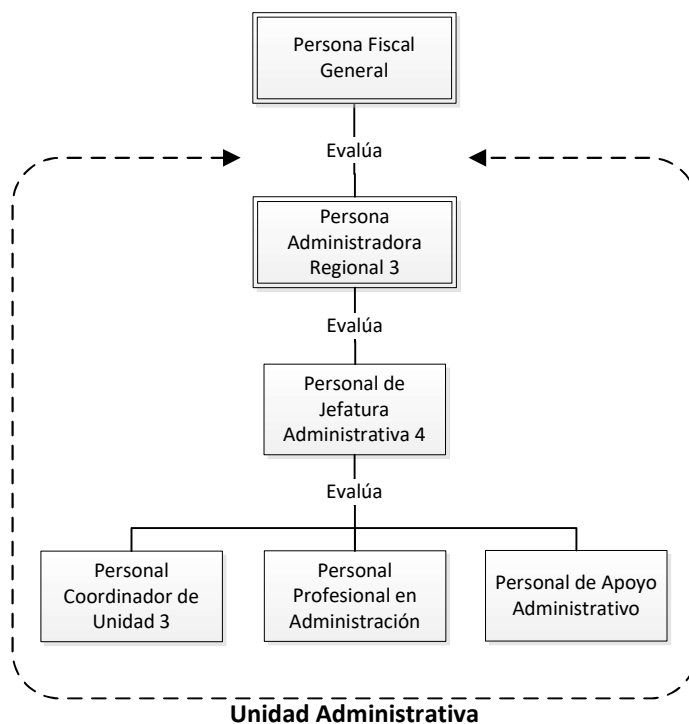 Persona Fiscal
General
Evalúa
Persona
Administradora
Regional 3
Evalúa
Personal de
Jefatura
Administrativa 4
Evalúa
Personal
Coordinador de
Unidad 3
Personal
Profesional en
Administración
Personal de Apoyo
Administrativo
Unidad Administrativa